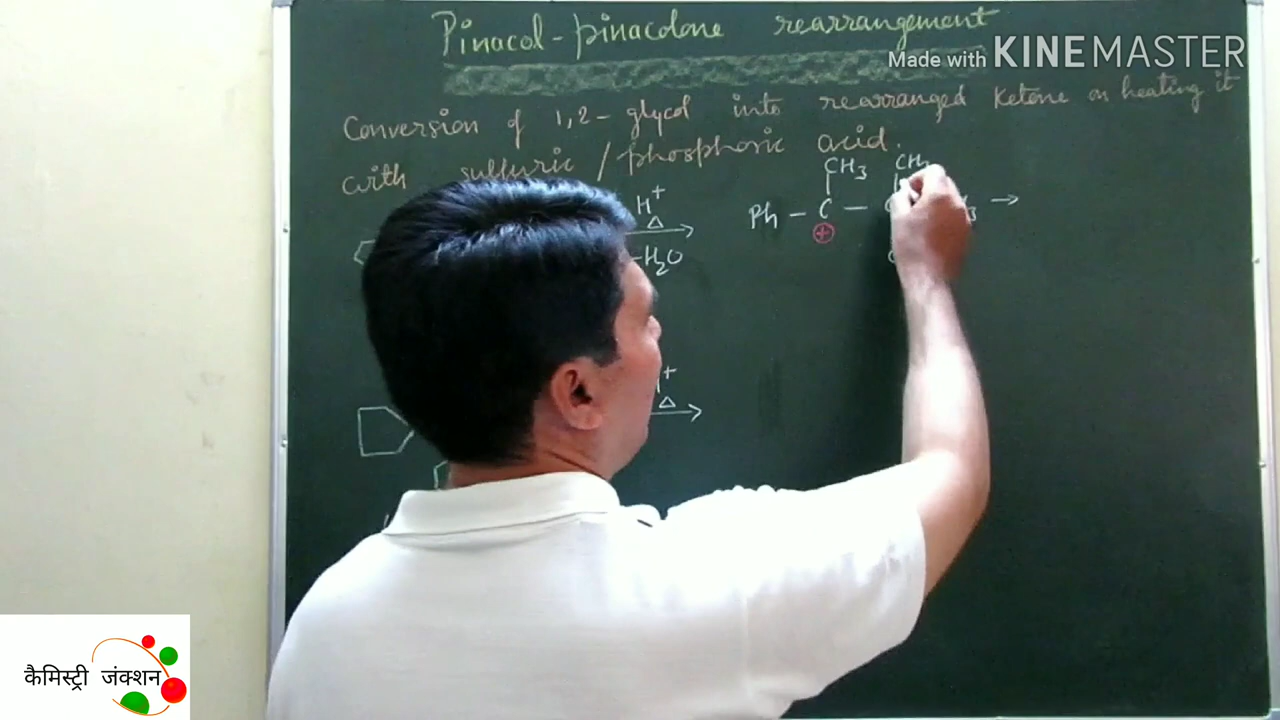 Pinacol-pinacolone rearrangement
Made with KINEMASTER
Conversion of 1,2-glycol into rearranged Ketone on heating it
with sulfuric / phosphoric acid.
CH3 CH3
H+
Ph - C -
△
-H2O
+
△
कैमिस्ट्री जंक्शन